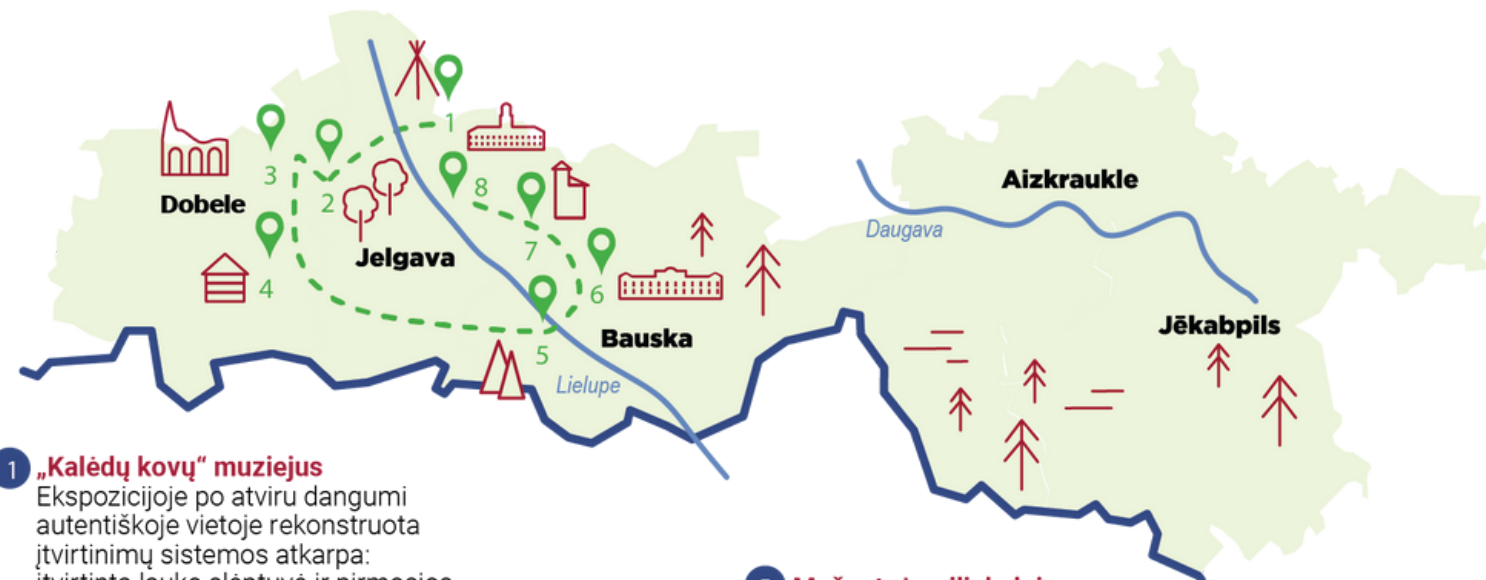 1
Aizkraukle
3
8
Dobele
2
Daugava
7
Jelgava
4
6
Jēkabpils
Bauska
5
Lielupe
1 „Kalėdų kovų“ muziejus
Ekspozicijoje po atviru dangumi
autentiškoje vietoje rekonstruota
įtvirtinimų sistemos atkarpa: